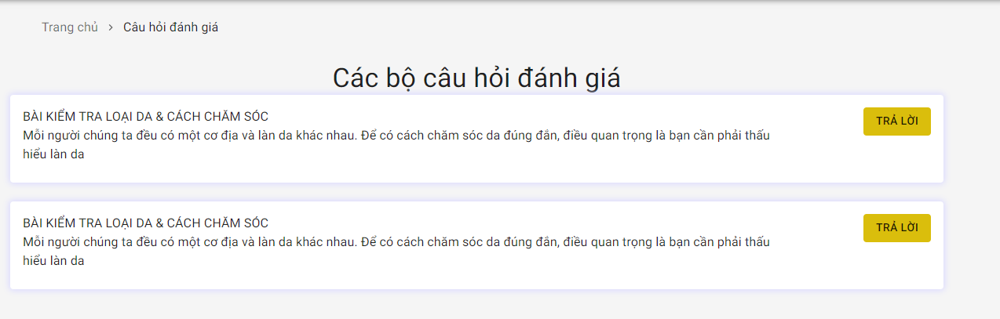 Trang chủ > Câu hỏi đánh giá
Các bộ câu hỏi đánh giá
BÀI KIỂM TRA LOẠI DA & CÁCH CHĂM SÓC
TRẢ LỜI
Mỗi người chúng ta đều có một cơ địa và làn da khác nhau. Để có cách chăm sóc da đúng đắn, điều quan trọng là bạn cần phải thấu
hiểu làn da
BÀI KIỂM TRA LOẠI DA & CÁCH CHĂM SÓC
TRẢ LỜI
Mỗi người chúng ta đều có một cơ địa và làn da khác nhau. Để có cách chăm sóc da đúng đắn, điều quan trọng là bạn cần phải thấu
hiểu làn da